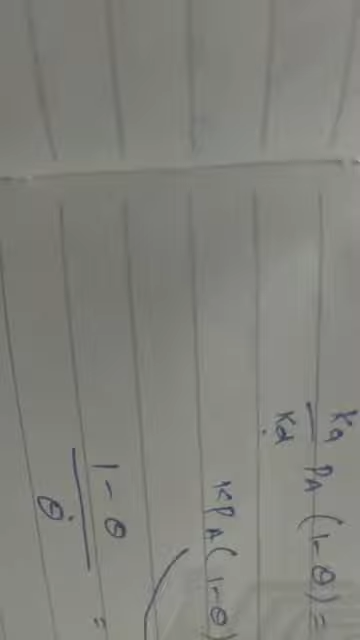 Ka/Kd PA (1-θ) =
KPA (1-θ)
(1-θ)/θ =